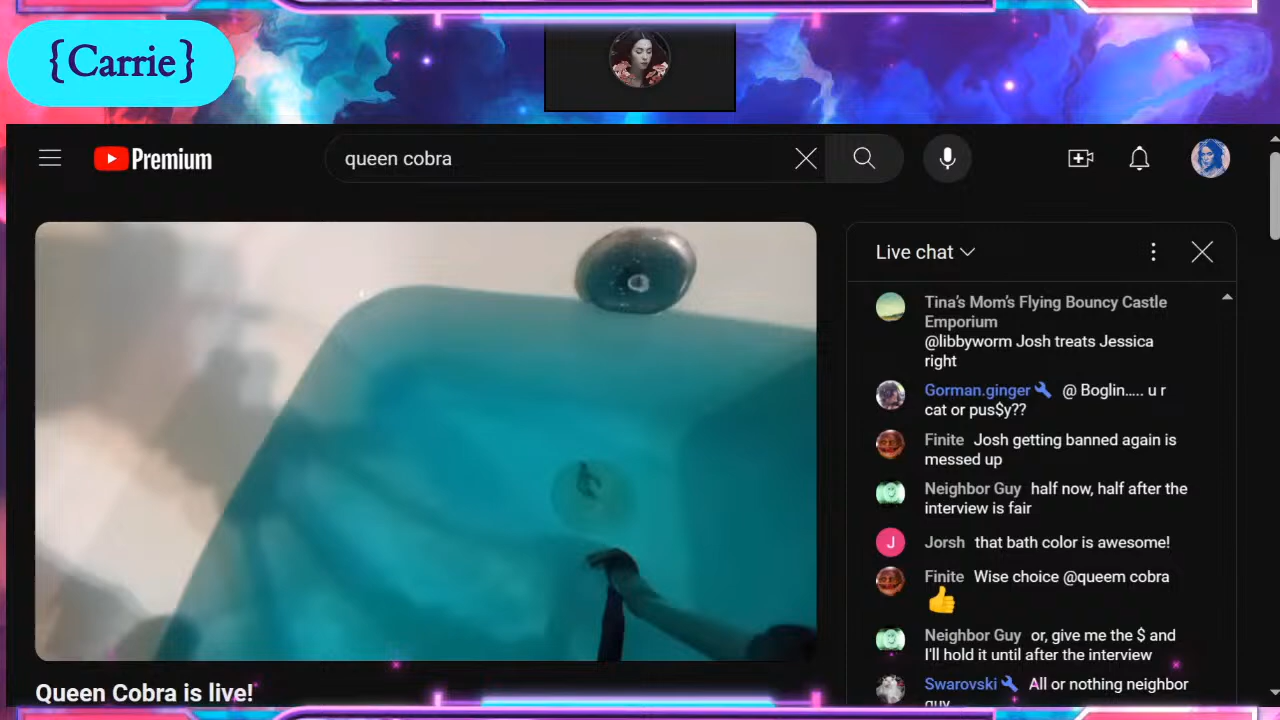 {Carrie}
Premium
queen cobra
Live chat
Tina's Mom's Flying Bouncy Castle
Emporium
@libbyworm Josh treats Jessica
right
Gorman.ginger @ Boglin..... u r
cat or pus$y??
Finite Josh getting banned again is
messed up
Neighbor Guy half now, half after the
interview is fair
J
Jorsh that bath color is awesome!
Finite Wise choice @queem cobra
Neighbor Guy or, give me the $ and
I'll hold it until after the interview
Swarovski All or nothing neighbor
guy
Queen Cobra is live!